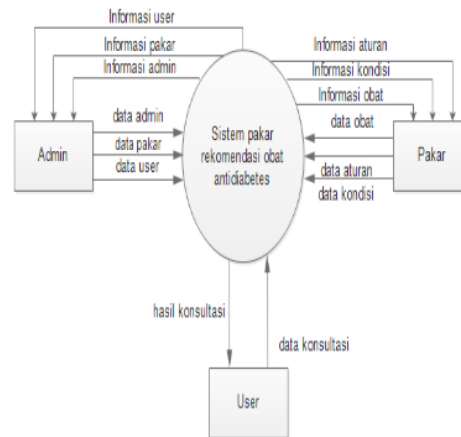 Informasi user
Informasi pakar
Informasi admin
Informasi aturan
Informasi kondisi
Informasi obat
data admin
data pakar
data user
Admin
Sistem pakar
rekomendasi obat
antidiabetes
data obat
data aturan
data kondisi
Pakar
hasil konsultasi
data konsultasi
User